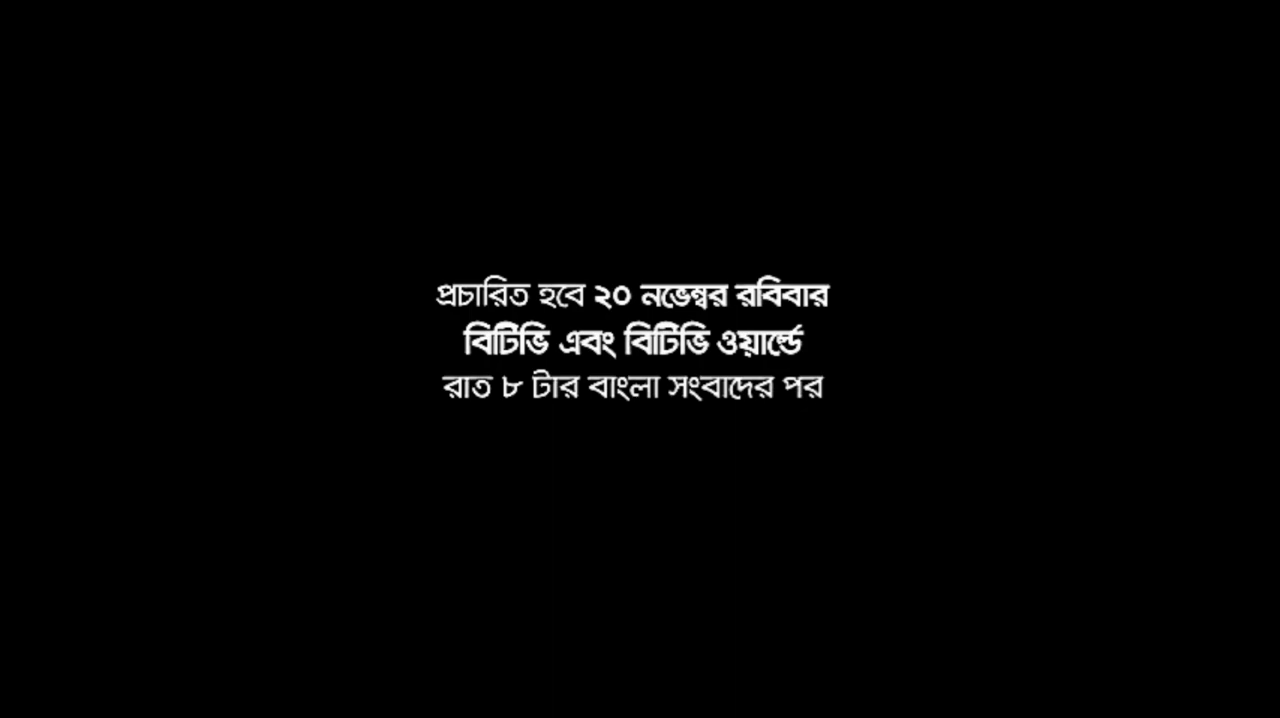 প্রচারিত হবে ২০ নভেম্বর রবিবার
বিটিভি এবং বিটিভি ওয়ার্ল্ডে
রাত ৮ টার বাংলা সংবাদের পর